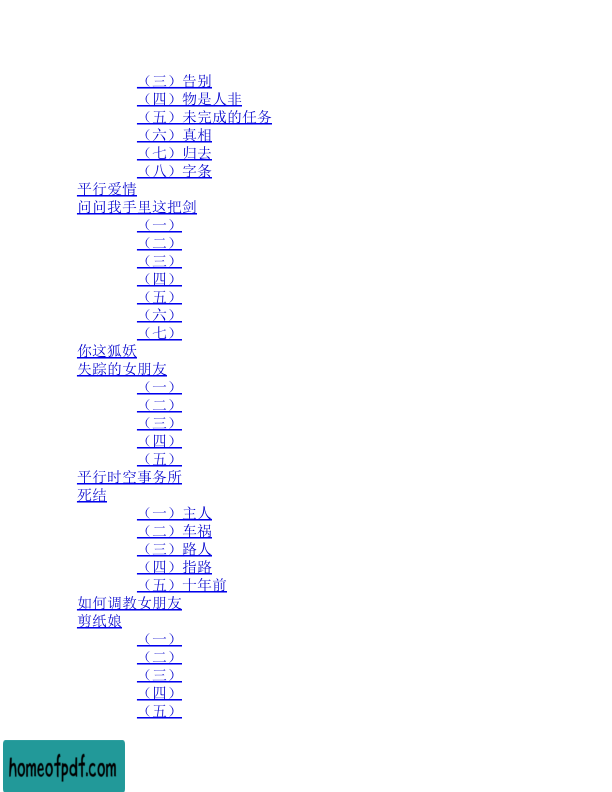 （三）告别
（四）物是人非
（五）未完成的任务
（六）真相
（七）归去
（八）字条
平行爱情
问问我手里这把剑
（一）
（二）
（三）
（四）
（五）
（六）
（七）
你这狐妖
失踪的女朋友
（一）
（二）
（三）
（四）
（五）
平行时空事务所
死结
（一）主人
（二）车祸
（三）路人
（四）指路
（五）十年前
如何调教女朋友
剪纸娘
（一）
（二）
（三）
（四）
（五）
homeofpdf.com